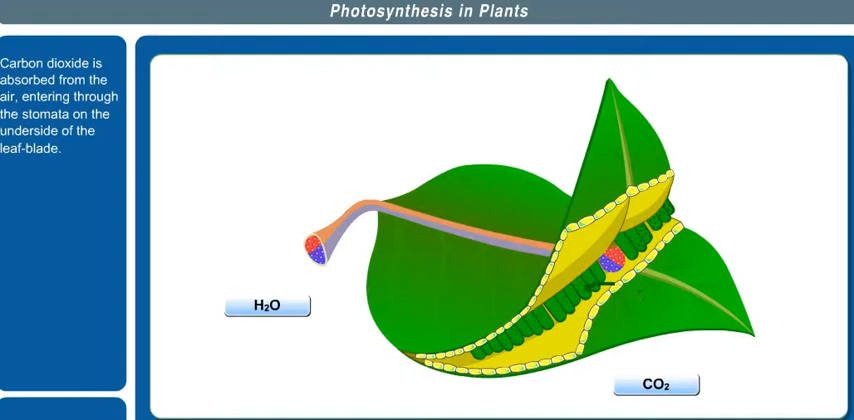 Photosynthesis in Plants
Carbon dioxide is
absorbed from the
air, entering through
the stomata on the
underside of the
leaf-blade.
H₂O
CO₂